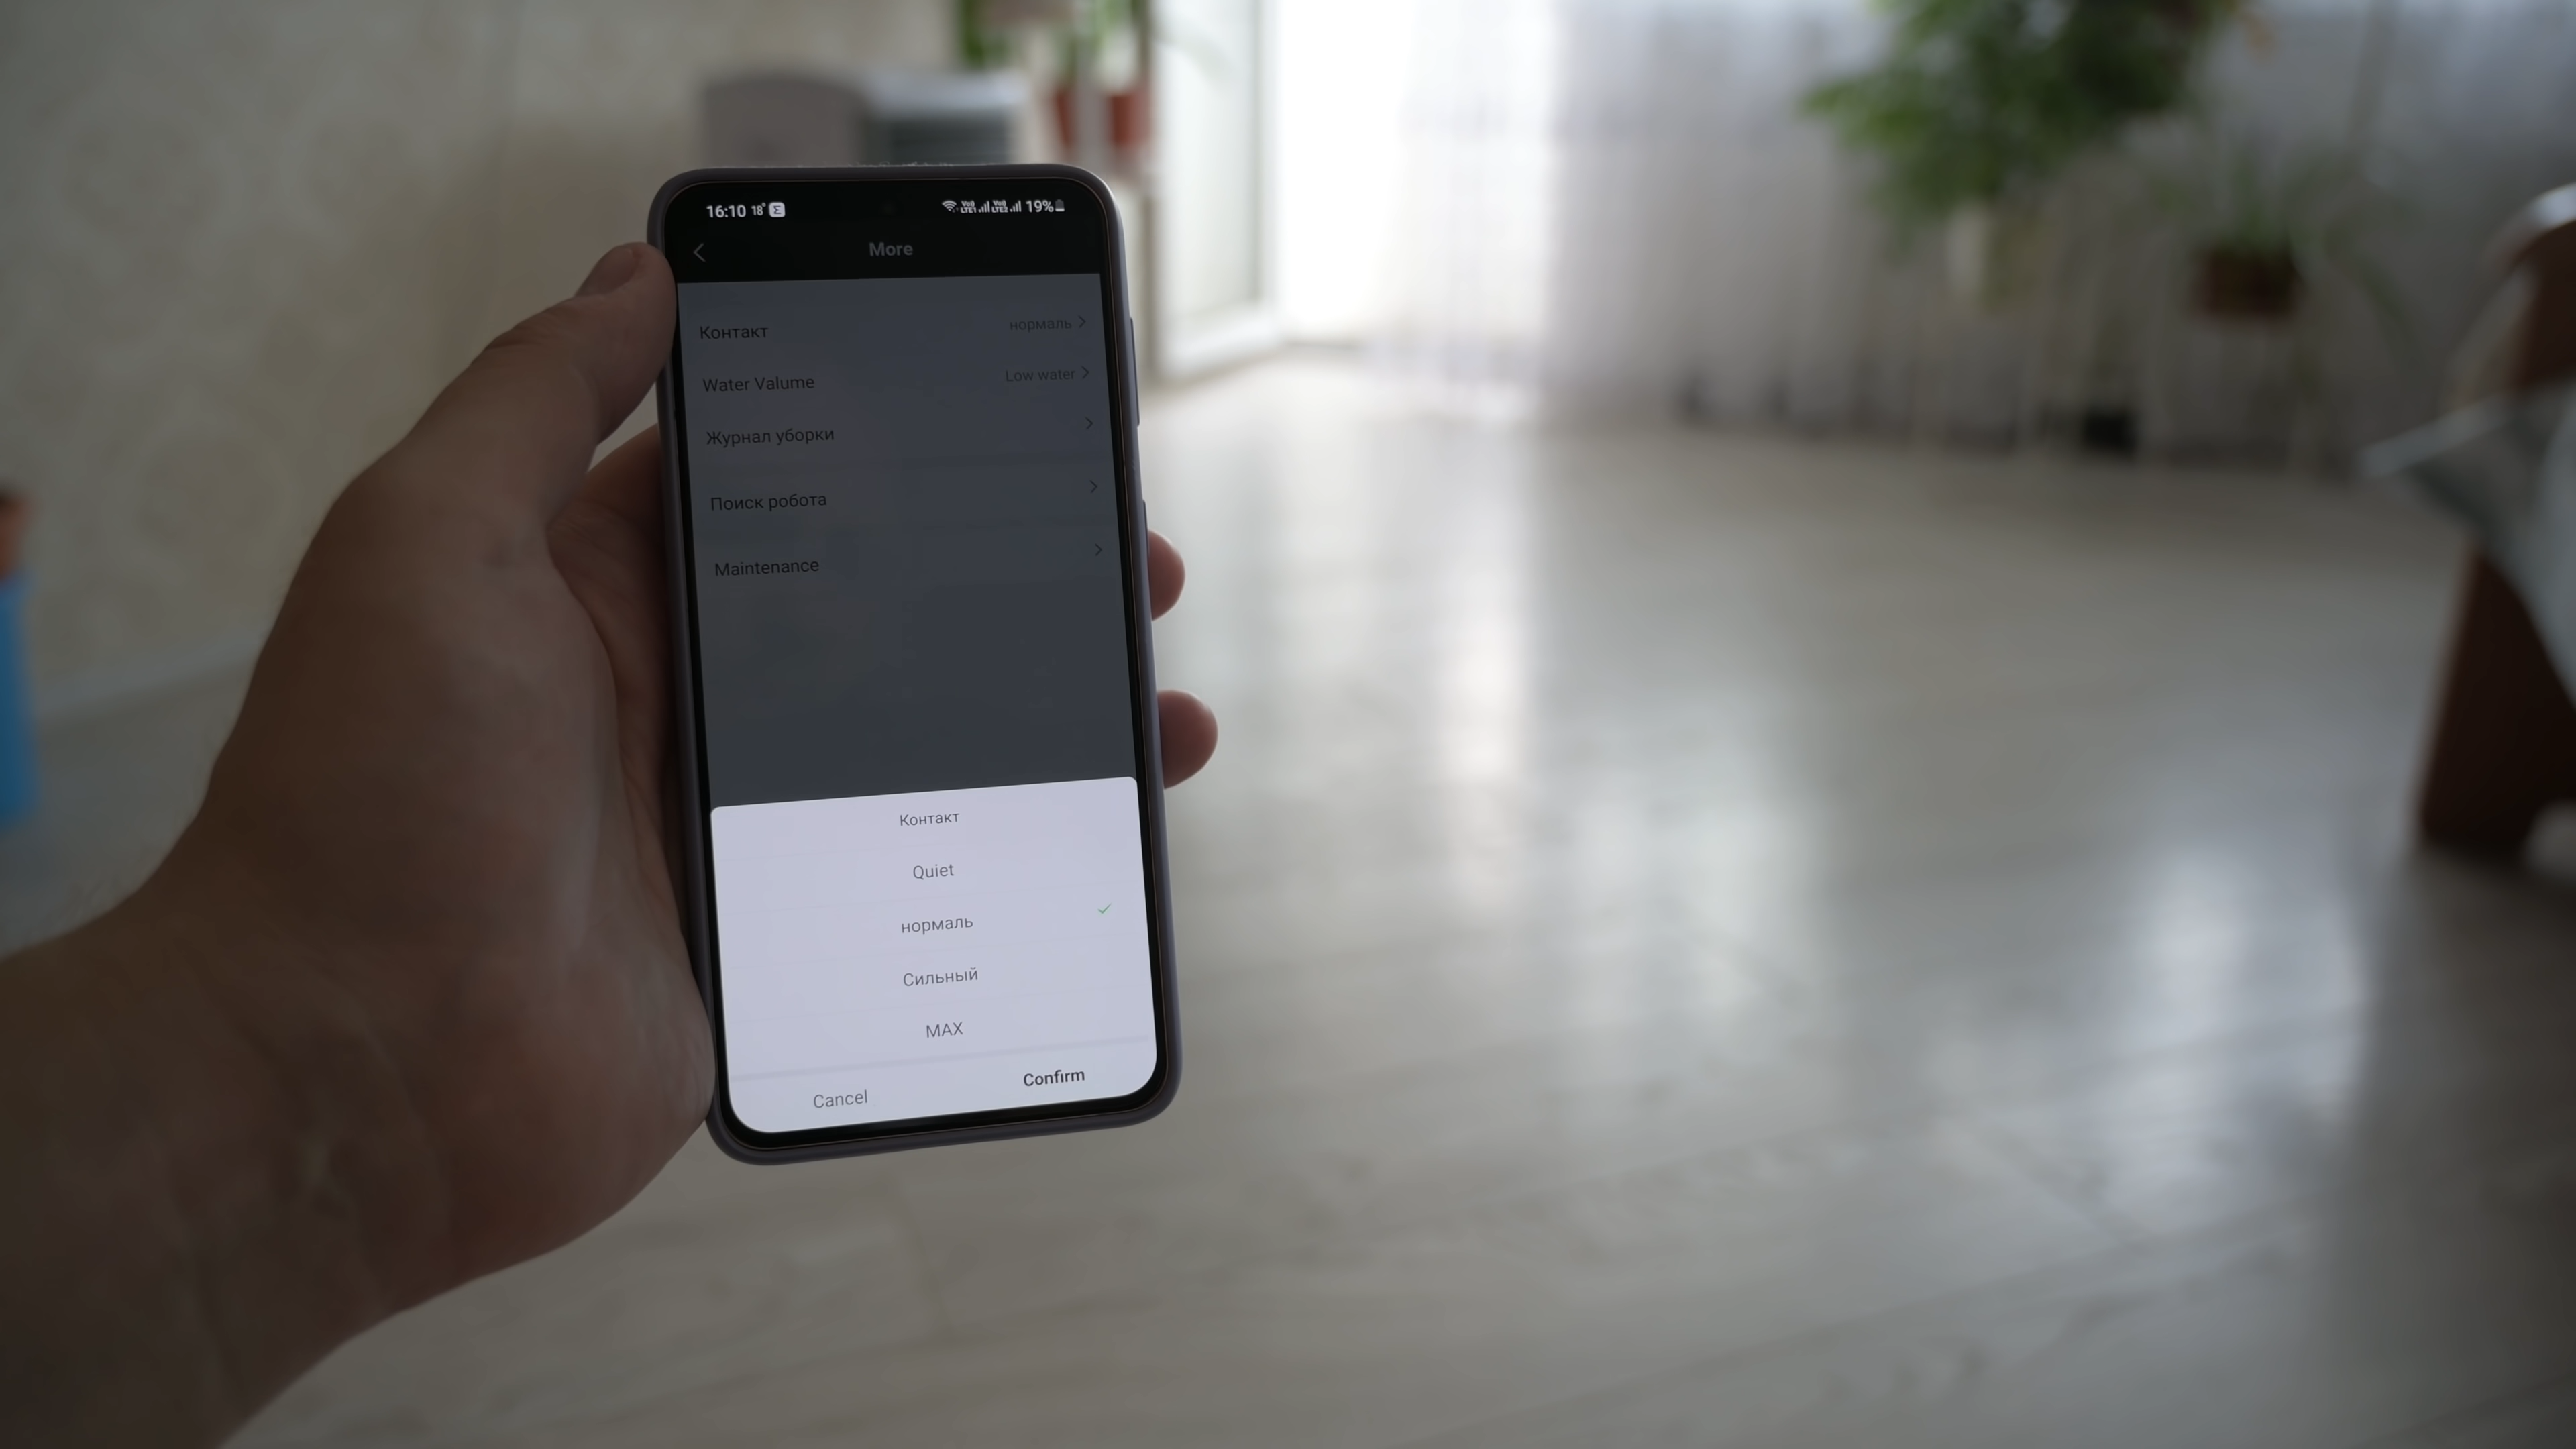 16:10 18° Σ 19%
More
Контакт нормаль
Water Valume Low water
Журнал уборки
Поиск робота
Maintenance
Контакт
Quiet
нормаль
Сильный
MAX
Cancel Confirm